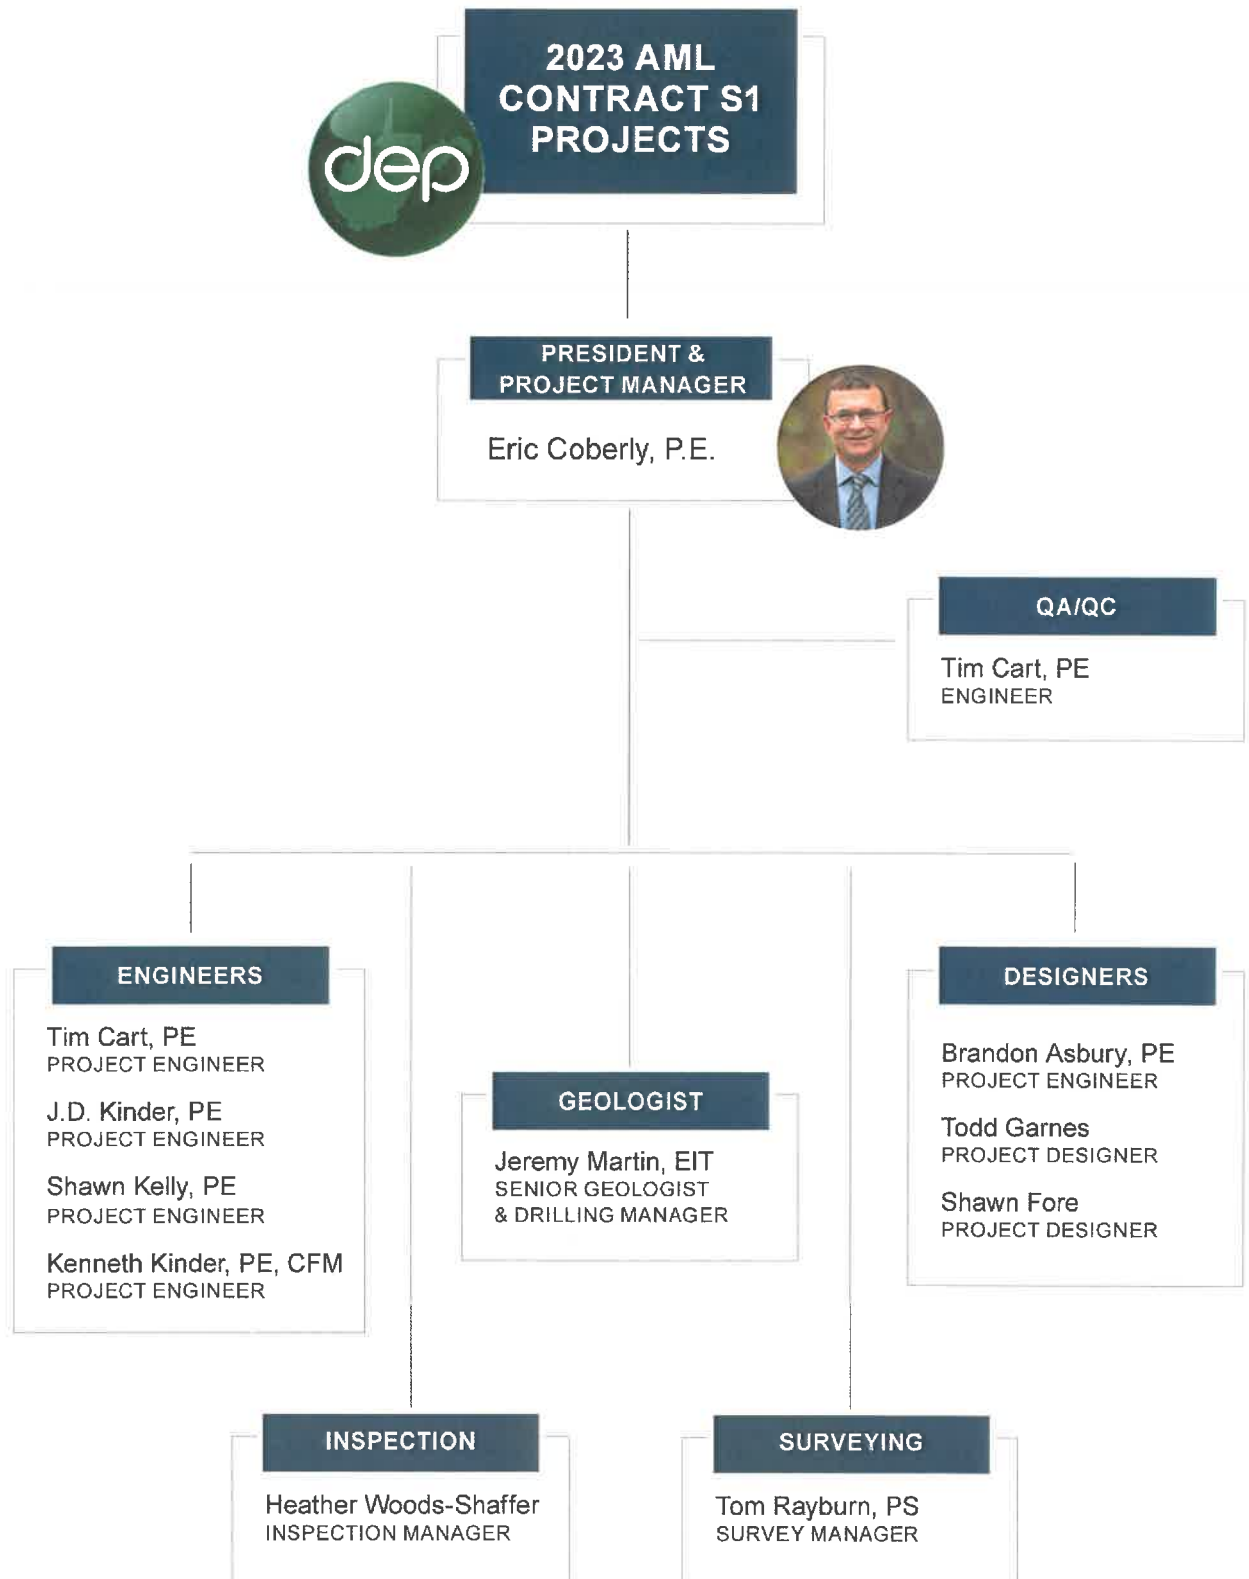 2023 AML
CONTRACT S1
PROJECTS
dep
PRESIDENT &
PROJECT MANAGER
Eric Coberly, P.E.
QA/QC
Tim Cart, PE
ENGINEER
ENGINEERS
Tim Cart, PE
PROJECT ENGINEER
J.D. Kinder, PE
PROJECT ENGINEER
Shawn Kelly, PE
PROJECT ENGINEER
Kenneth Kinder, PE, CFM
PROJECT ENGINEER
GEOLOGIST
Jeremy Martin, EIT
SENIOR GEOLOGIST
& DRILLING MANAGER
DESIGNERS
Brandon Asbury, PE
PROJECT ENGINEER
Todd Garnes
PROJECT DESIGNER
Shawn Fore
PROJECT DESIGNER
INSPECTION
Heather Woods-Shaffer
INSPECTION MANAGER
SURVEYING
Tom Rayburn, PS
SURVEY MANAGER